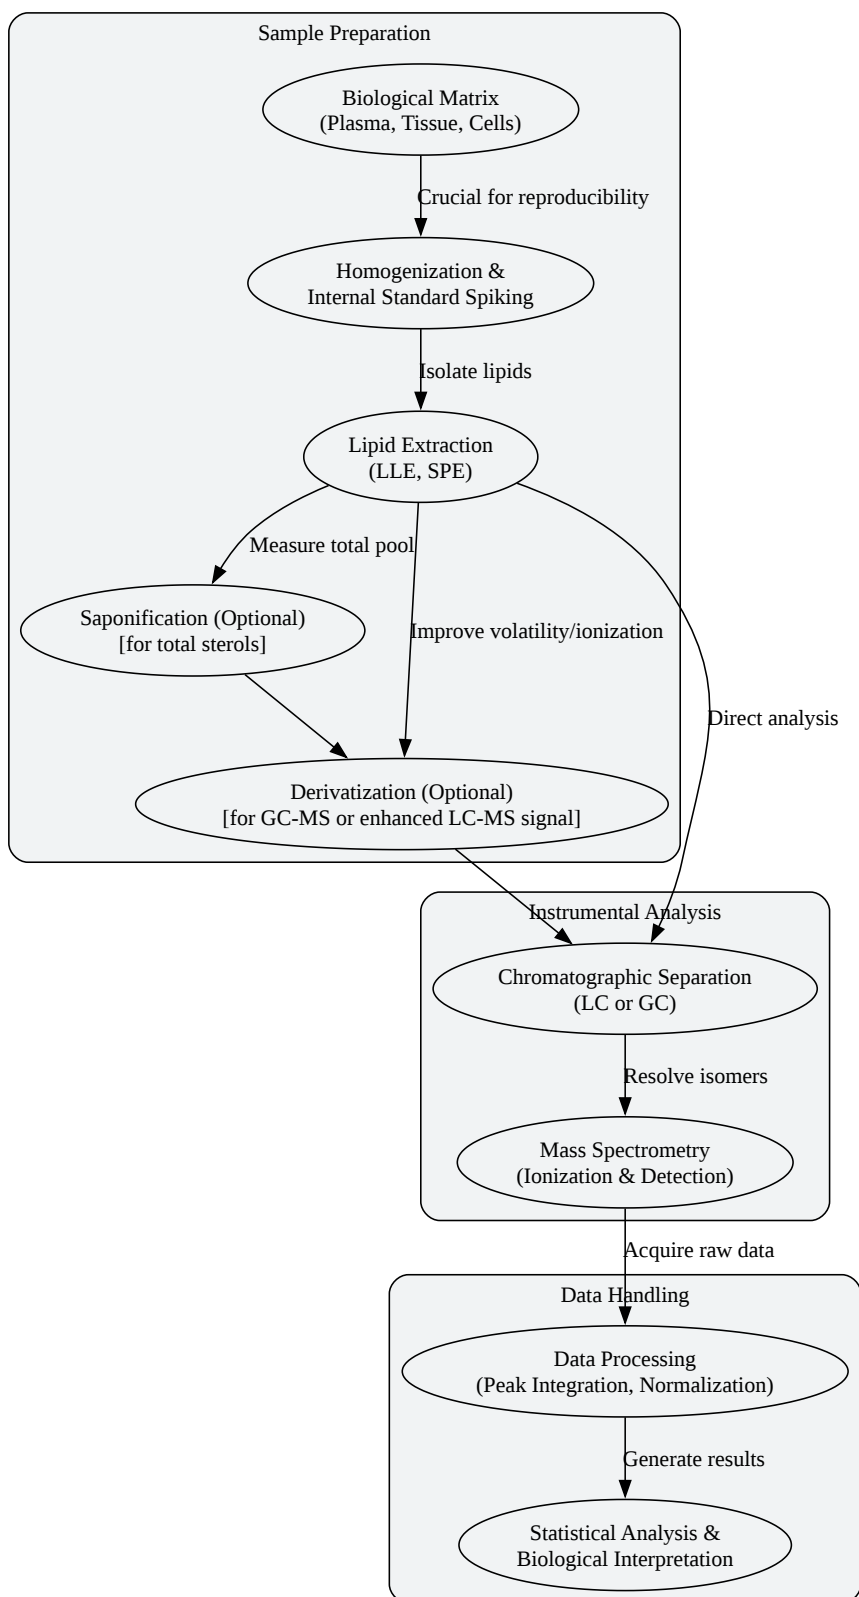 Sample Preparation
Biological Matrix
(Plasma, Tissue, Cells)
Crucial for reproducibility
Homogenization &
Internal Standard Spiking
Isolate lipids
Lipid Extraction
(LLE, SPE)
Measure total pool
Saponification (Optional)
[for total sterols]
Improve volatility/ionization
Direct analysis
Derivatization (Optional)
[for GC-MS or enhanced LC-MS signal]
Instrumental Analysis
Chromatographic Separation
(LC or GC)
Resolve isomers
Mass Spectrometry
(Ionization & Detection)
Acquire raw data
Data Handling
Data Processing
(Peak Integration, Normalization)
Generate results
Statistical Analysis &
Biological Interpretation